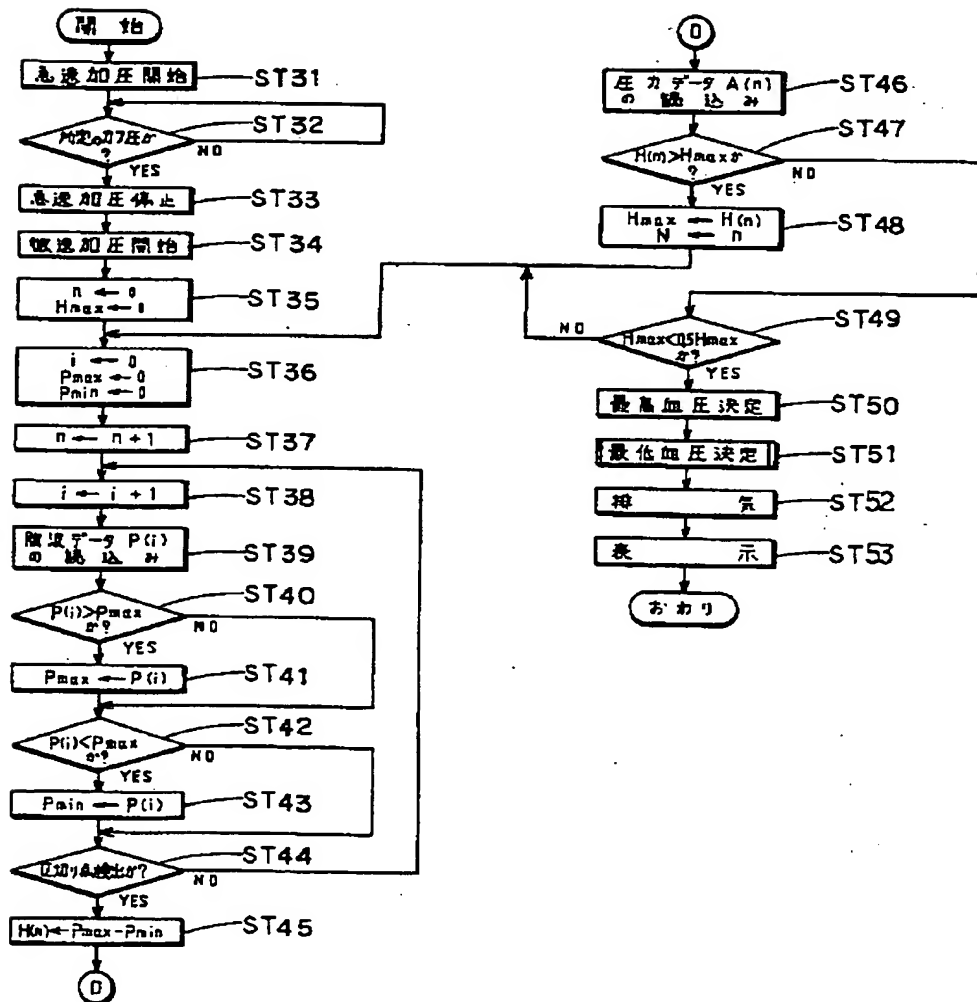 開始
急速加圧開始
ST31
所定のカフ圧か
?
ST32
NO
YES
急速加圧停止
ST33
微速加圧開始
ST34
n ← 0
Hmax ← 0
ST35
i ← 0
Pmax ← 0
Pmin ← 0
ST36
n ← n + 1
ST37
i ← i + 1
ST38
脈波データ P(i)
の読込み
ST39
P(i)>Pmax
か?
ST40
NO
YES
Pmax ← P(i)
ST41
P(i)<Pmax
か?
ST42
NO
YES
Pmin ← P(i)
ST43
区切り点検出か?
ST44
NO
YES
H(n)←Pmax-Pmin
ST45
D
D
圧力データ A(n)
の読込み
ST46
H(n)>Hmaxか
?
ST47
NO
YES
Hmax ← H(n)
N ← n
ST48
Hmax<0.5Hmax
か?
ST49
NO
YES
最高血圧決定
ST50
最低血圧決定
ST51
排気
ST52
表示
ST53
おわり